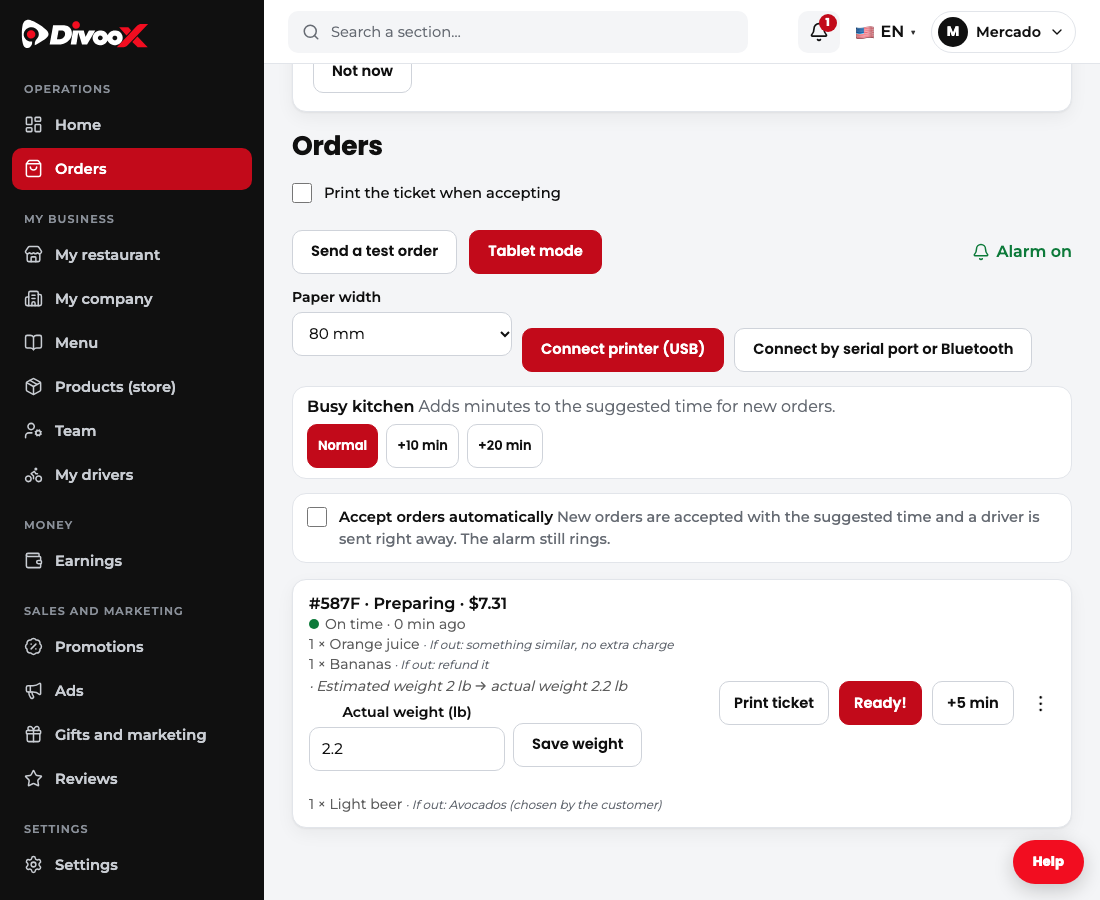 DivooX
OPERATIONS
Home
Orders
MY BUSINESS
My restaurant
My company
Menu
Products (store)
Team
My drivers
MONEY
Earnings
SALES AND MARKETING
Promotions
Ads
Gifts and marketing
Reviews
SETTINGS
Settings
Search a section...
1
EN
M
Mercado
Not now
Orders
Print the ticket when accepting
Send a test order
Tablet mode
Alarm on
Paper width
80 mm
Connect printer (USB)
Connect by serial port or Bluetooth
Busy kitchen Adds minutes to the suggested time for new orders.
Normal
+10 min
+20 min
Accept orders automatically New orders are accepted with the suggested time and a driver is
sent right away. The alarm still rings.
#587F · Preparing · $7.31
On time · 0 min ago
1 × Orange juice · If out: something similar, no extra charge
1 × Bananas · If out: refund it
· Estimated weight 2 lb → actual weight 2.2 lb
Actual weight (lb)
2.2
Save weight
1 × Light beer · If out: Avocados (chosen by the customer)
Print ticket
Ready!
+5 min
Help